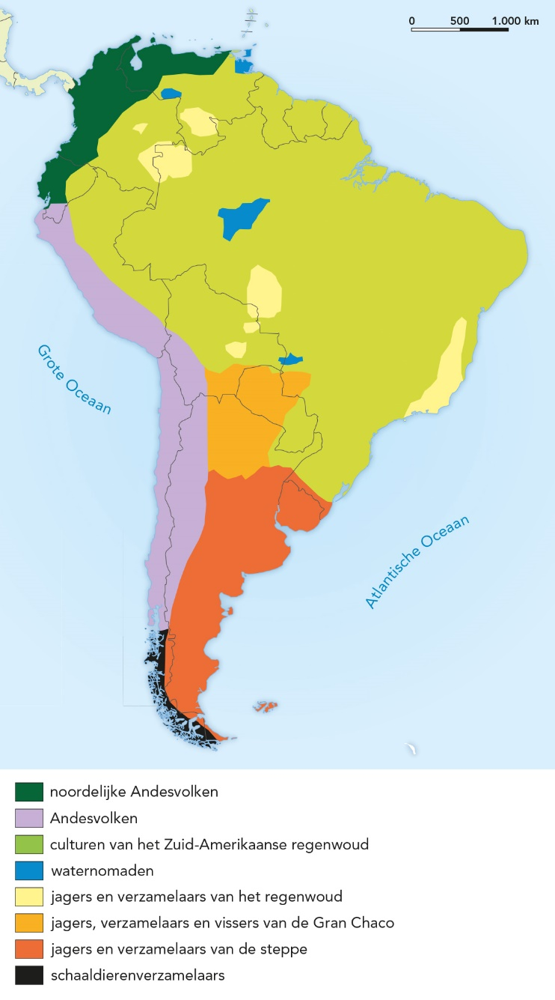 0 500 1.000 km
Grote Oceaan
Atlantische Oceaan
noordelijke Andesvolken
Andesvolken
culturen van het Zuid-Amerikaanse regenwoud
waternomaden
jagers en verzamelaars van het regenwoud
jagers, verzamelaars en vissers van de Gran Chaco
jagers en verzamelaars van de steppe
schaaldierenverzamelaars